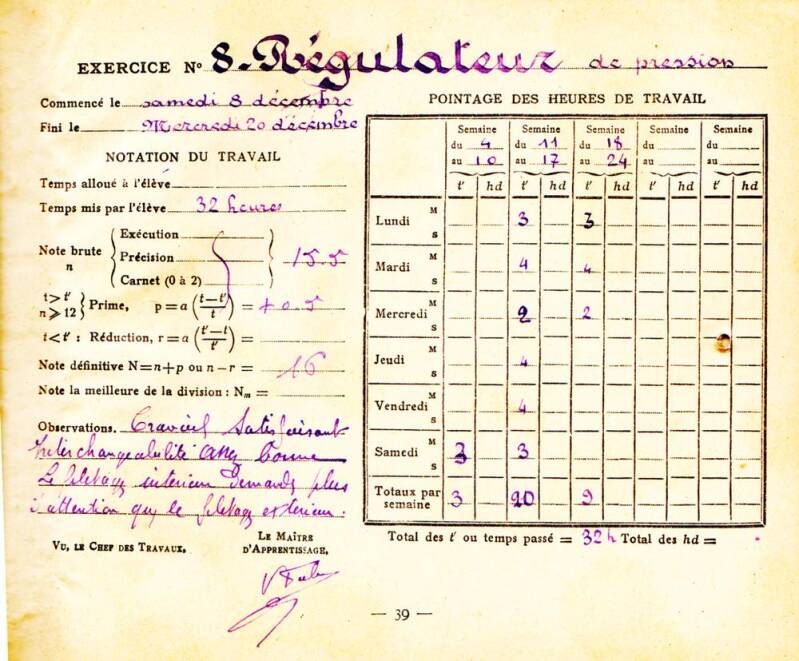 EXERCICE No 8. Régulateur de pression
Commencé le samedi 8 décembre
Fini le Mercredi 20 décembre
NOTATION DU TRAVAIL
Temps alloué à l'élève
Temps mis par l'élève 32 heures
Note brute n
Exécution
Précision
Carnet (0 à 2)
15 5
t > t' n ⩾ 12 } Prime, p = a (t—t' / t) = + 0. 5
t < t' : Réduction, r = a (t'—t / t') =
Note définitive N = n + p ou n — r = 16
Note la meilleure de la division : Nm =
Observations. Travail Satisfaisant
Interchangeabilité assez bonne
Le filetage intérieur demande plus
d'attention que le filetage extérieur.
VU, LE CHEF DES TRAVAUX,
LE MAÎTRE D'APPRENTISSAGE,
POINTAGE DES HEURES DE TRAVAIL
Semaine Semaine Semaine Semaine Semaine
du 4 du 11 du 18 du du
au 10 au 17 au 24 au au
t' hd t' hd t' hd t' hd t' hd
Lundi M S 3 3
Mardi M S 4 4
Mercredi M S 2 2
Jeudi M S 4
Vendredi M S 4
Samedi M S 3 3
Totaux par semaine 3 20 9
Total des t' ou temps passé = 32 h Total des hd =
— 39 —